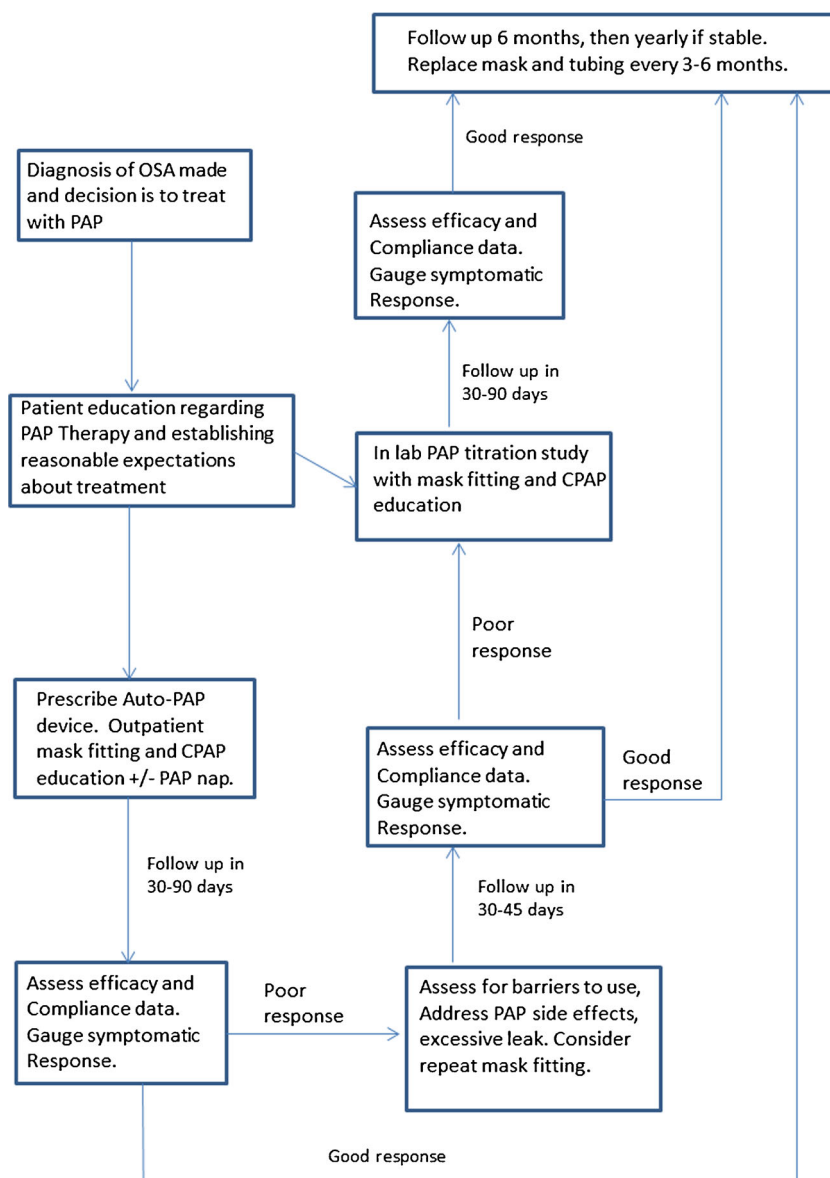 Follow up 6 months, then yearly if stable.
Replace mask and tubing every 3-6 months.
Good response
Diagnosis of OSA made
and decision is to treat
with PAP
Assess efficacy and
Compliance data.
Gauge symptomatic
Response.
Follow up in
30-90 days
Patient education regarding
PAP Therapy and establishing
reasonable expectations
about treatment
In lab PAP titration study
with mask fitting and CPAP
education
Poor
response
Prescribe Auto-PAP
device. Outpatient
mask fitting and CPAP
education +/- PAP nap.
Assess efficacy and
Compliance data.
Gauge symptomatic
Response.
Good
response
Follow up in
30-90 days
Follow up in
30-45 days
Assess efficacy and
Compliance data.
Gauge symptomatic
Response.
Poor
response
Assess for barriers to use,
Address PAP side effects,
excessive leak. Consider
repeat mask fitting.
Good response